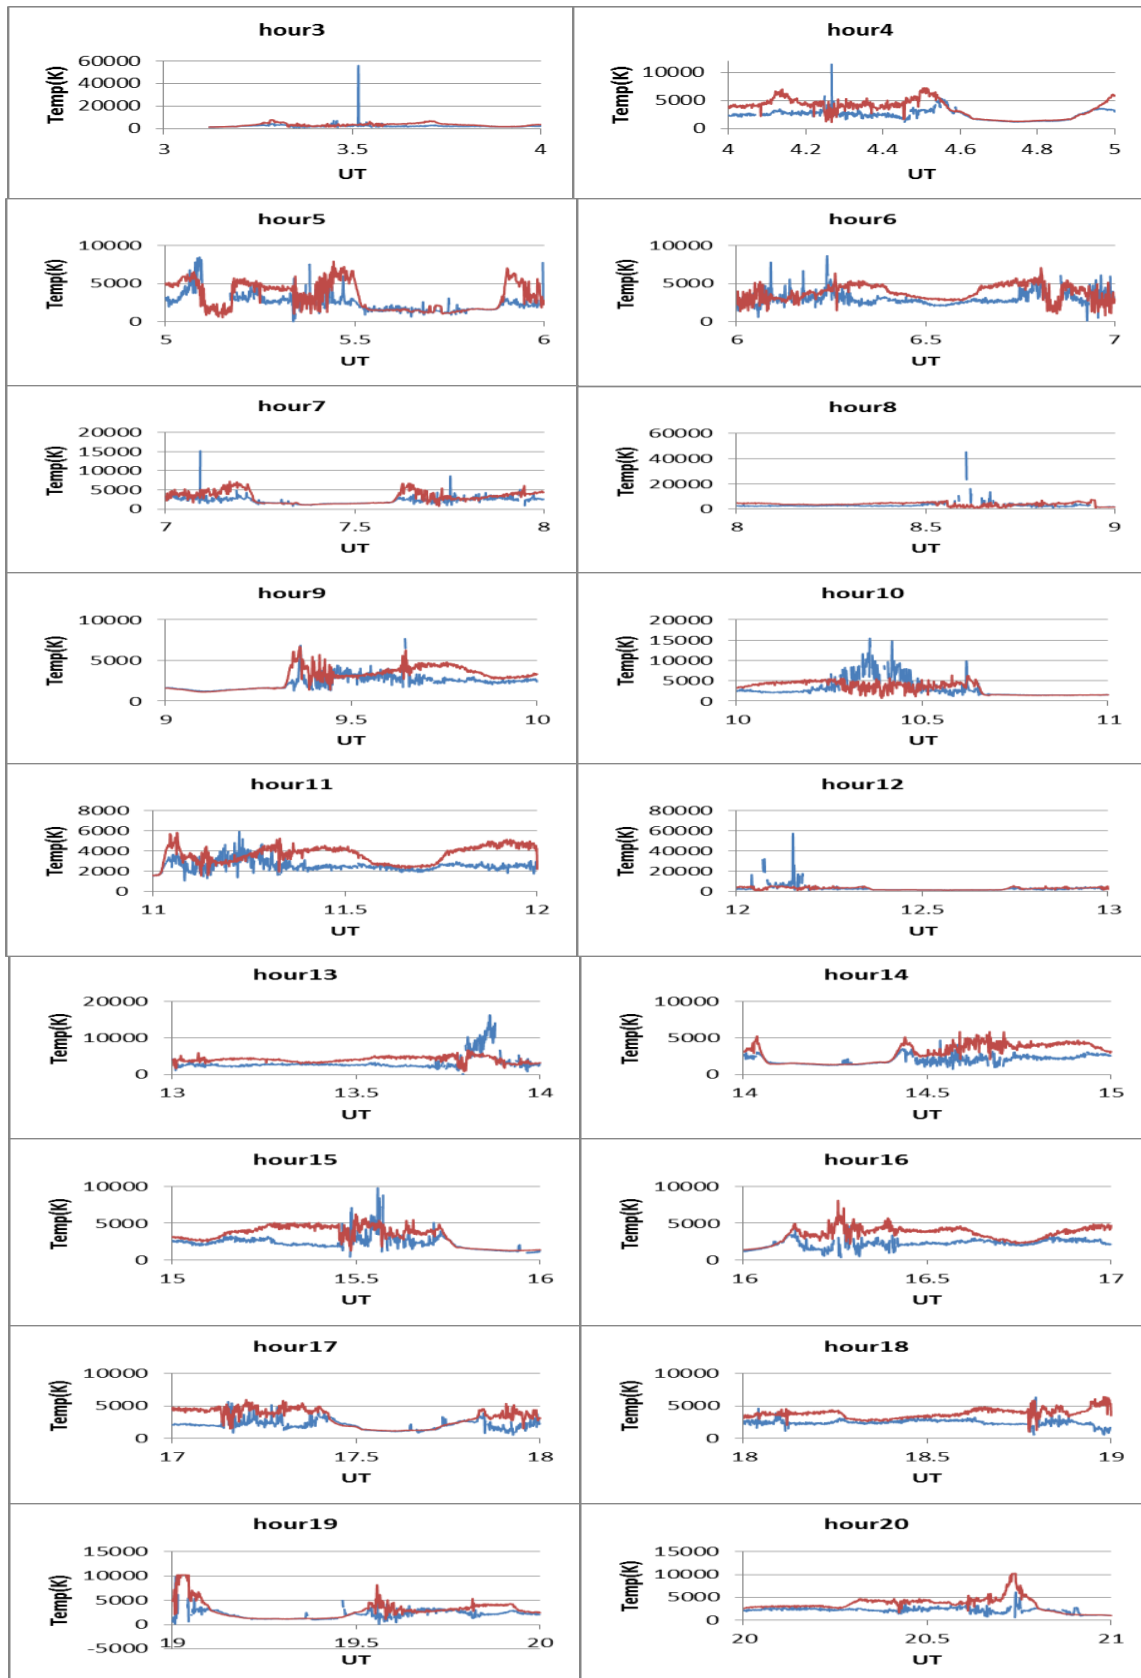 hour3
Temp(K)
60000
40000
20000
0
3 3.5 4
UT
hour4
Temp(K)
10000
5000
0
4 4.2 4.4 4.6 4.8 5
UT
hour5
Temp(K)
10000
5000
0
5 5.5 6
UT
hour6
Temp(K)
10000
5000
0
6 6.5 7
UT
hour7
Temp(K)
20000
15000
10000
5000
0
7 7.5 8
UT
hour8
Temp(K)
60000
40000
20000
0
8 8.5 9
UT
hour9
Temp(K)
10000
5000
0
9 9.5 10
UT
hour10
Temp(K)
20000
15000
10000
5000
0
10 10.5 11
UT
hour11
Temp(K)
8000
6000
4000
2000
0
11 11.5 12
UT
hour12
Temp(K)
80000
60000
40000
20000
0
12 12.5 13
UT
hour13
Temp(K)
20000
10000
0
13 13.5 14
UT
hour14
Temp(K)
10000
5000
0
14 14.5 15
UT
hour15
Temp(K)
10000
5000
0
15 15.5 16
UT
hour16
Temp(K)
10000
5000
0
16 16.5 17
UT
hour17
Temp(K)
10000
5000
0
17 17.5 18
UT
hour18
Temp(K)
10000
5000
0
18 18.5 19
UT
hour19
Temp(K)
15000
10000
5000
0
-5000
19 19.5 20
UT
hour20
Temp(K)
15000
10000
5000
0
20 20.5 21
UT